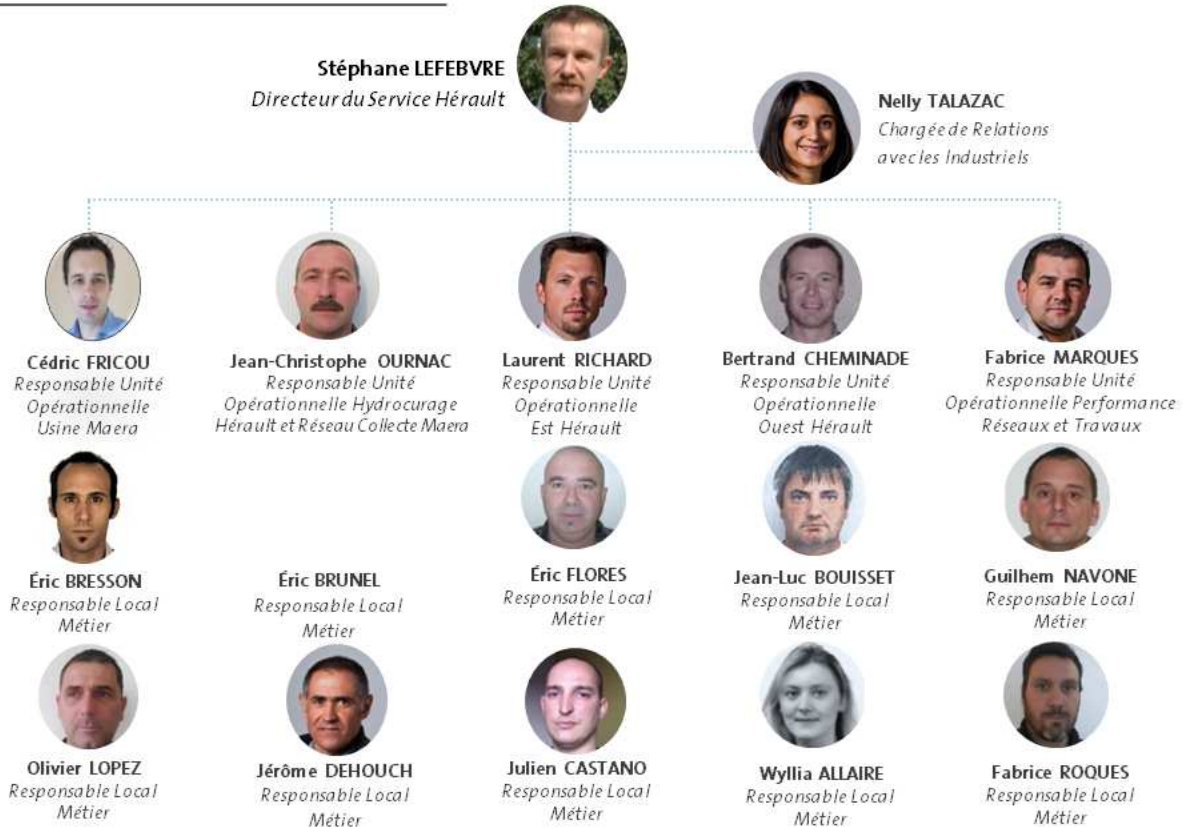 Stéphane LEFEBVRE
Directeur du Service Hérault
Nelly TALAZAC
Chargée de Relations
avec les Industriels
Cédric FRICOU
Responsable Unité
Opérationnelle
Usine Maera
Jean-Christophe OURNAC
Responsable Unité
Opérationnelle Hydrocurage
Hérault et Réseau Collecte Maera
Laurent RICHARD
Responsable Unité
Opérationnelle
Est Hérault
Bertrand CHEMINADE
Responsable Unité
Opérationnelle
Ouest Hérault
Fabrice MARQUES
Responsable Unité
Opérationnelle Performance
Réseaux et Travaux
Éric BRESSON
Responsable Local
Métier
Éric BRUNEL
Responsable Local
Métier
Éric FLORES
Responsable Local
Métier
Jean-Luc BOUISSET
Responsable Local
Métier
Guilhem NAVONE
Responsable Local
Métier
Olivier LOPEZ
Responsable Local
Métier
Jérôme DEHOUCH
Responsable Local
Métier
Julien CASTANO
Responsable Local
Métier
Wyllia ALLAIRE
Responsable Local
Métier
Fabrice ROQUES
Responsable Local
Métier